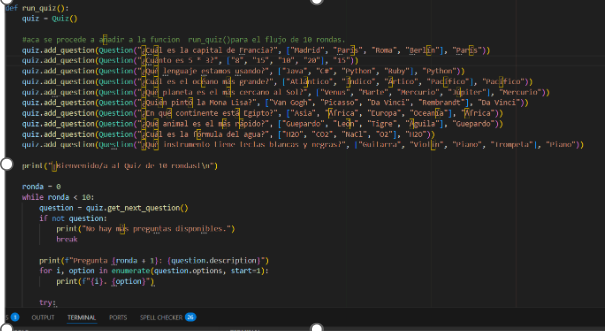 def run_quiz():
quiz = Quiz()
#aca se procede a añadir a la funcion run_quiz()para el flujo de 10 rondas.
quiz.add_question(Question("¿Cuál es la capital de Francia?", ["Madrid", "París", "Roma", "Berlín"], "París"))
quiz.add_question(Question("¿Cuánto es 5 * 3?", ["8", "15", "10", "20"], "15"))
quiz.add_question(Question("¿Qué lenguaje estamos usando?", ["Java", "C#", "Python", "Ruby"], "Python"))
quiz.add_question(Question("¿Cuál es el océano más grande?", ["Atlántico", "Índico", "Ártico", "Pacífico"], "Pacífico"))
quiz.add_question(Question("¿Qué planeta es el más cercano al Sol?", ["Venus", "Marte", "Mercurio", "Júpiter"], "Mercurio"))
quiz.add_question(Question("¿Quién pintó la Mona Lisa?", ["Van Gogh", "Picasso", "Da Vinci", "Rembrandt"], "Da Vinci"))
quiz.add_question(Question("¿En qué continente está Egipto?", ["Asia", "África", "Europa", "Oceanía"], "África"))
quiz.add_question(Question("¿Qué animal es el más rápido?", ["Guepardo", "León", "Tigre", "Águila"], "Guepardo"))
quiz.add_question(Question("¿Cuál es la fórmula del agua?", ["H2O", "CO2", "NaCl", "O2"], "H2O"))
quiz.add_question(Question("¿Qué instrumento tiene teclas blancas y negras?", ["Guitarra", "Violín", "Piano", "Trompeta"], "Piano"))
print("¡Bienvenido/a al Quiz de 10 rondas!\n")
ronda = 0
while ronda < 10:
question = quiz.get_next_question()
if not question:
print("No hay más preguntas disponibles.")
break
print(f"Pregunta {ronda + 1}: {question.description}")
for i, option in enumerate(question.options, start=1):
print(f"{i}. {option}")
try:
OUTPUT TERMINAL PORTS SPELL CHECKER 26